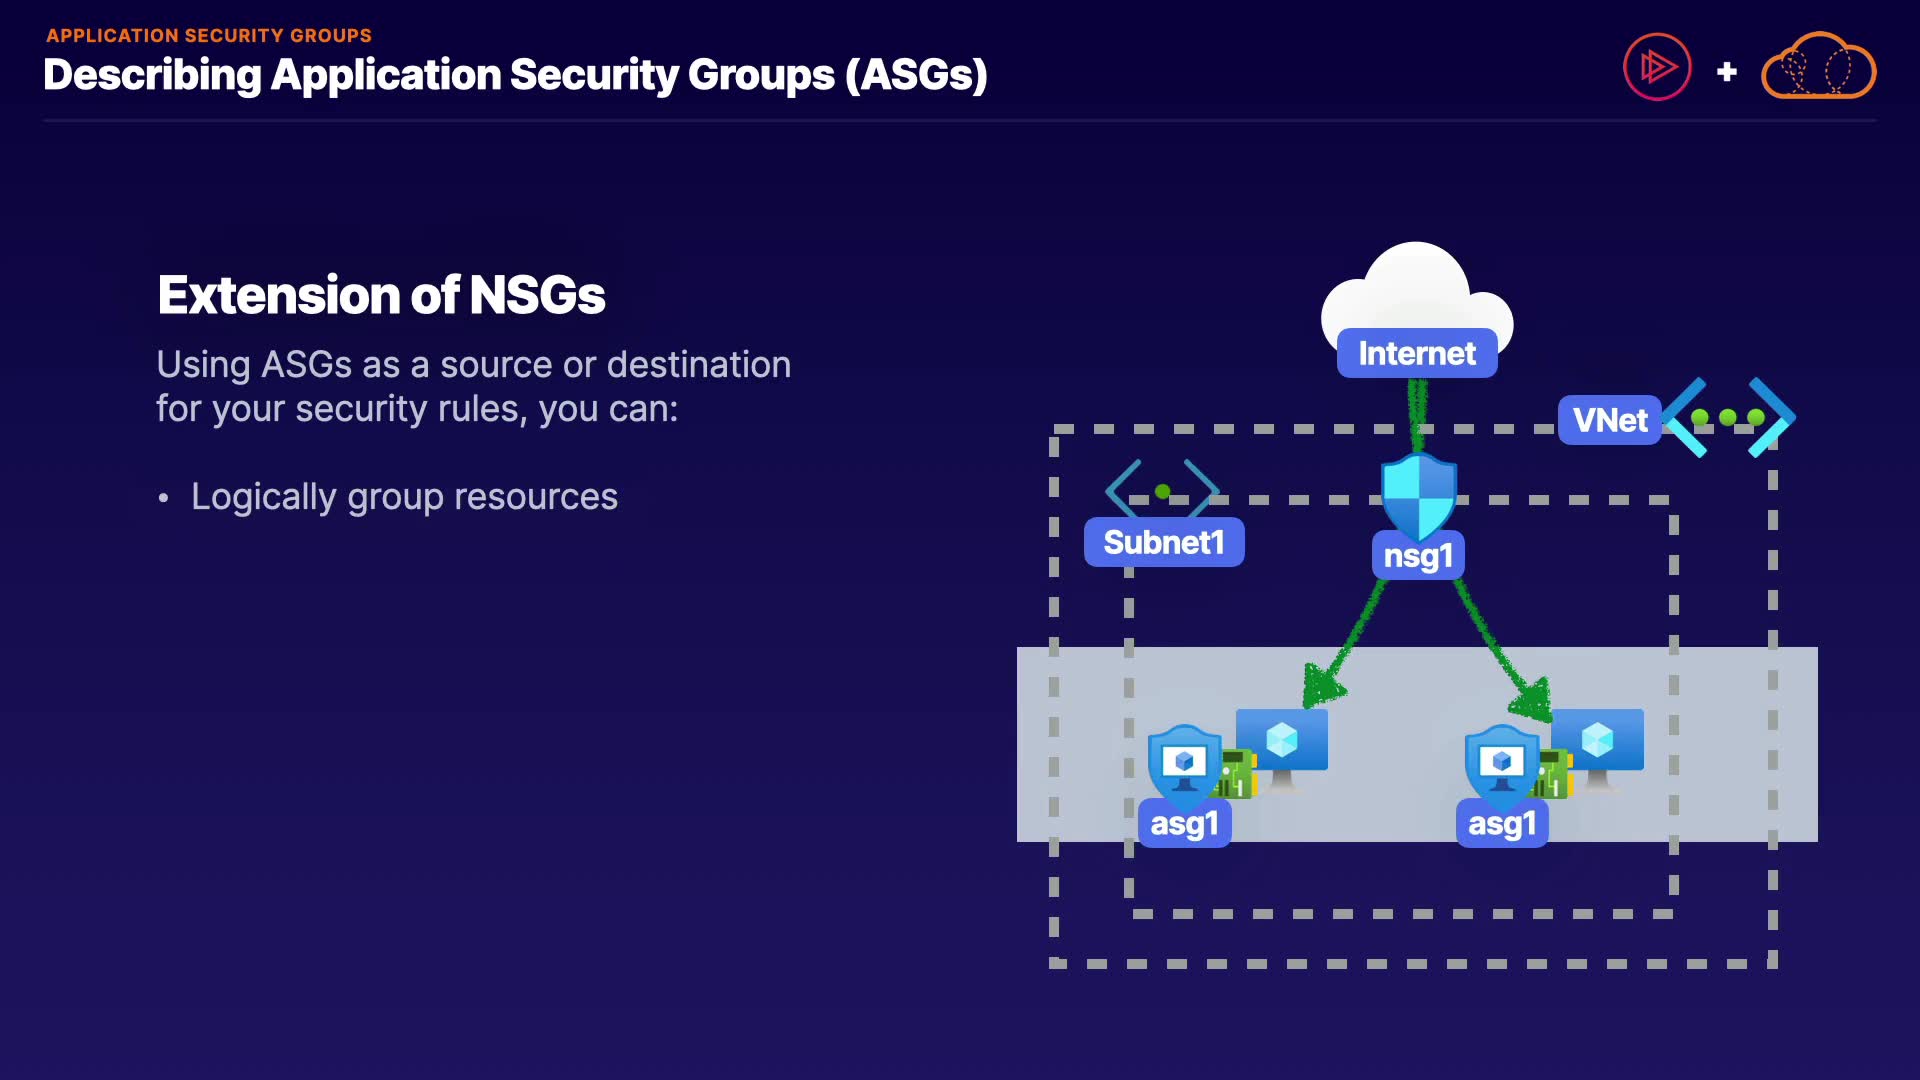 APPLICATION SECURITY GROUPS
Describing Application Security Groups (ASGs)
Extension of NSGs
Using ASGs as a source or destination
for your security rules, you can:
• Logically group resources
Internet
VNet
Subnet1
nsg1
asg1
asg1